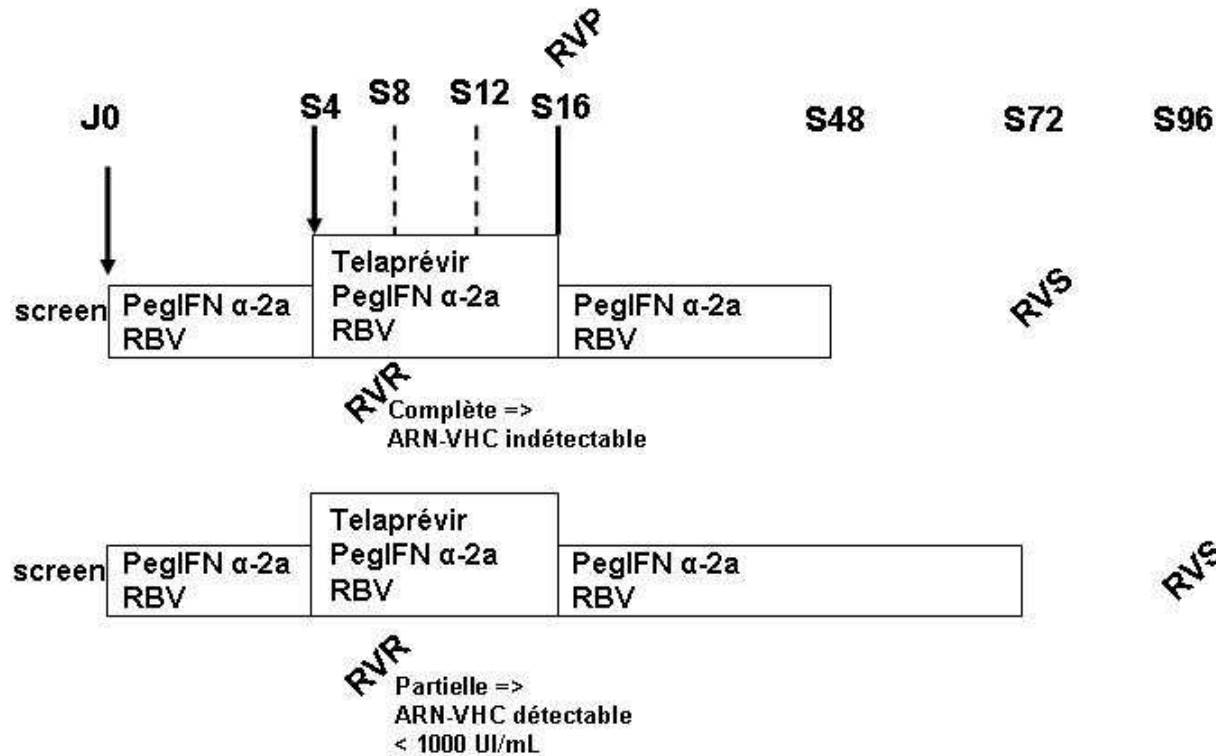 RVP
J0 S4 S8 S12 S16 S48 S72 S96
Telaprévir
PegIFN α-2a
RBV
screen PegIFN α-2a
RBV
PegIFN α-2a
RBV
RVS
RVR
Complète =>
ARN-VHC indétectable
Telaprévir
PegIFN α-2a
RBV
screen PegIFN α-2a
RBV
PegIFN α-2a
RBV
RVS
RVR
Partielle =>
ARN-VHC détectable
< 1000 UI/mL